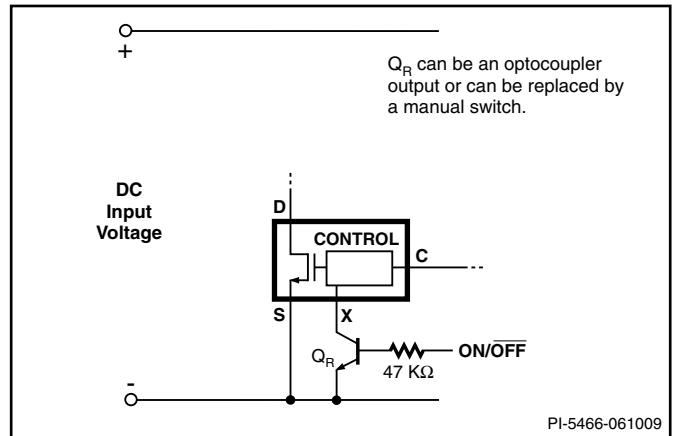 +
Q_R can be an optocoupler
output or can be replaced by
a manual switch.
DC
Input
Voltage
D
CONTROL
C
S
X
Q_R
ON/O̅F̅F̅
47 KΩ
-
PI-5466-061009